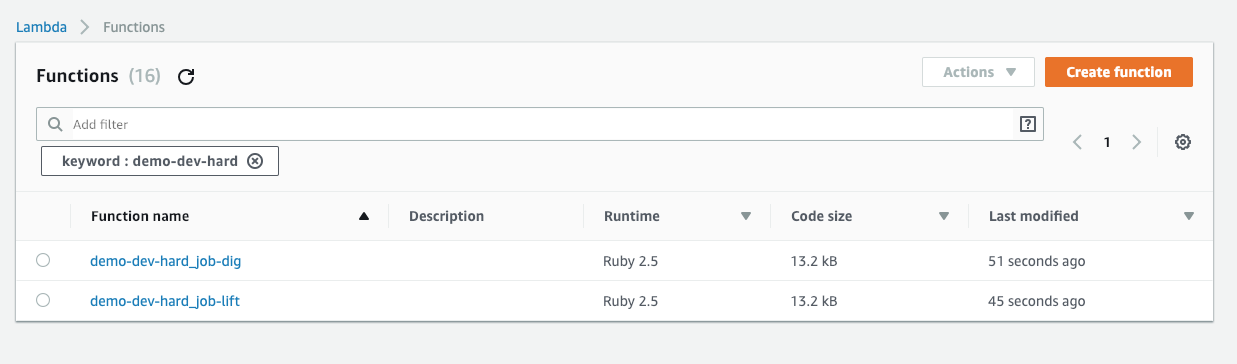 Lambda > Functions
Functions (16)
Actions
Create function
Add filter
?
1
keyword : demo-dev-hard
Function name Description Runtime Code size Last modified
demo-dev-hard_job-dig Ruby 2.5 13.2 kB 51 seconds ago
demo-dev-hard_job-lift Ruby 2.5 13.2 kB 45 seconds ago